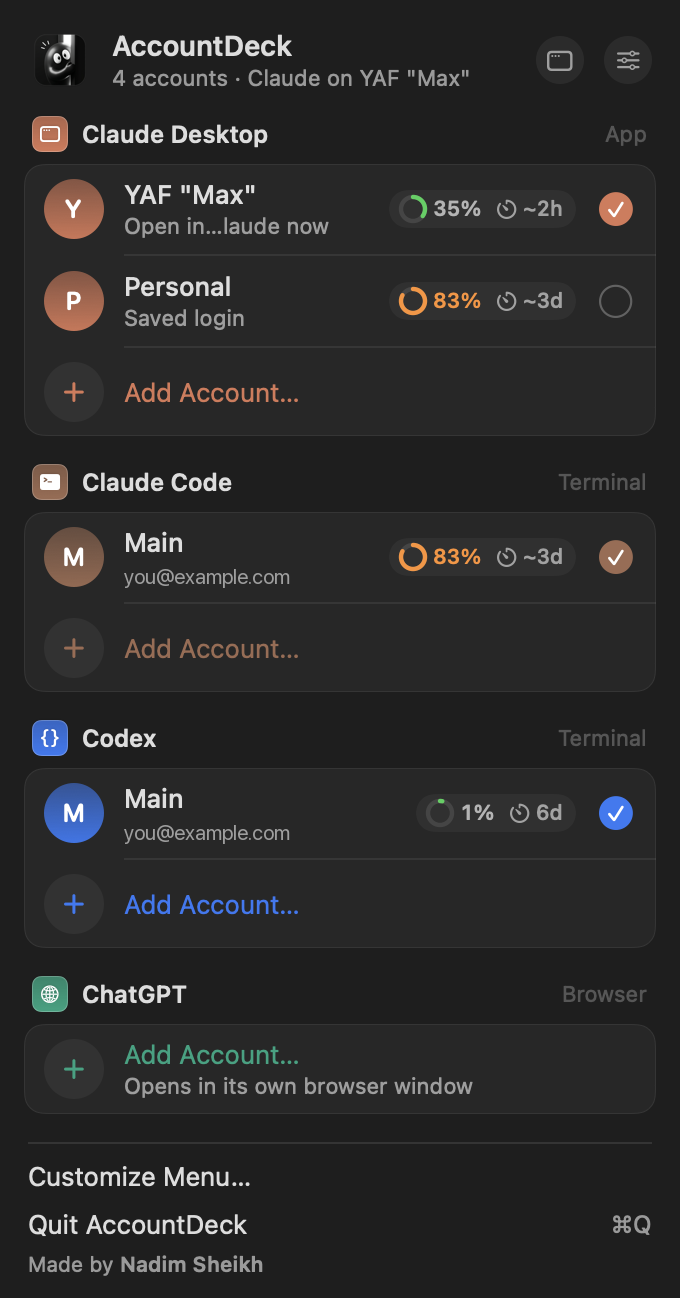 AccountDeck
4 accounts · Claude on YAF "Max"
Claude Desktop App
Y YAF "Max" 35% ~2h
Open in...laude now
P Personal 83% ~3d
Saved login
+ Add Account...
Claude Code Terminal
M Main 83% ~3d
you@example.com
+ Add Account...
{} Codex Terminal
M Main 1% 6d
you@example.com
+ Add Account...
ChatGPT Browser
+ Add Account...
Opens in its own browser window
Customize Menu...
Quit AccountDeck ⌘Q
Made by Nadim Sheikh